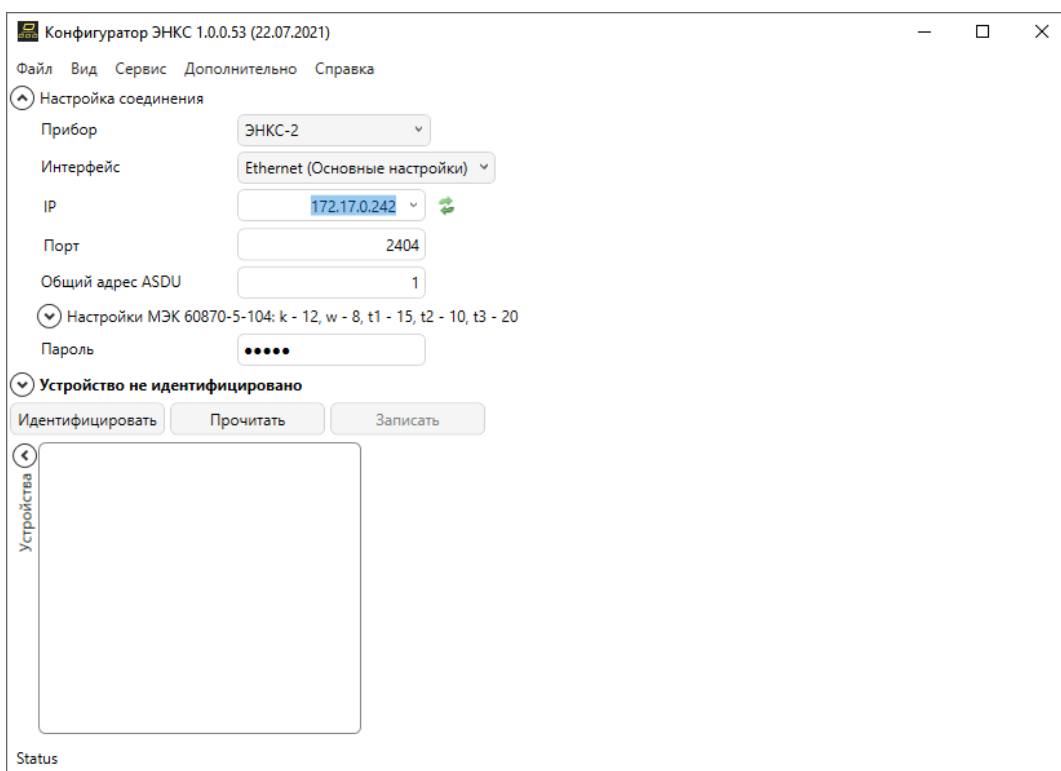 Конфигуратор ЭНКС 1.0.0.53 (22.07.2021)
Файл Вид Сервис Дополнительно Справка
Настройка соединения
Прибор ЭНКС-2
Интерфейс Ethernet (Основные настройки)
IP 172.17.0.242
Порт 2404
Общий адрес ASDU 1
Настройки МЭК 60870-5-104: k - 12, w - 8, t1 - 15, t2 - 10, t3 - 20
Пароль •••••
Устройство не идентифицировано
Идентифицировать Прочитать Записать
Устройства
Status